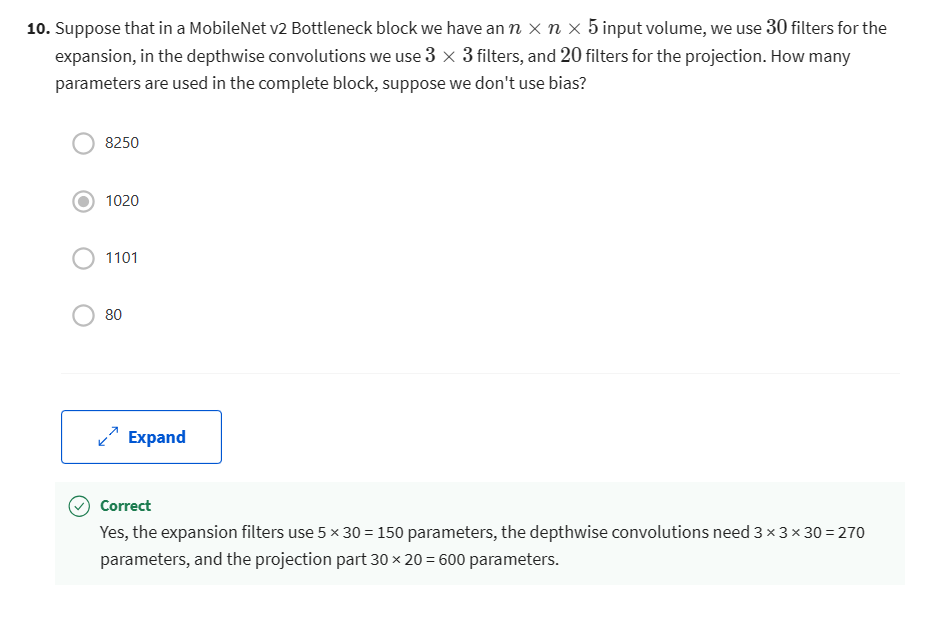 10. Suppose that in a MobileNet v2 Bottleneck block we have an n × n × 5 input volume, we use 30 filters for the
expansion, in the depthwise convolutions we use 3 × 3 filters, and 20 filters for the projection. How many
parameters are used in the complete block, suppose we don't use bias?
8250
1020
1101
80
Expand
Correct
Yes, the expansion filters use 5 × 30 = 150 parameters, the depthwise convolutions need 3 × 3 × 30 = 270
parameters, and the projection part 30 × 20 = 600 parameters.